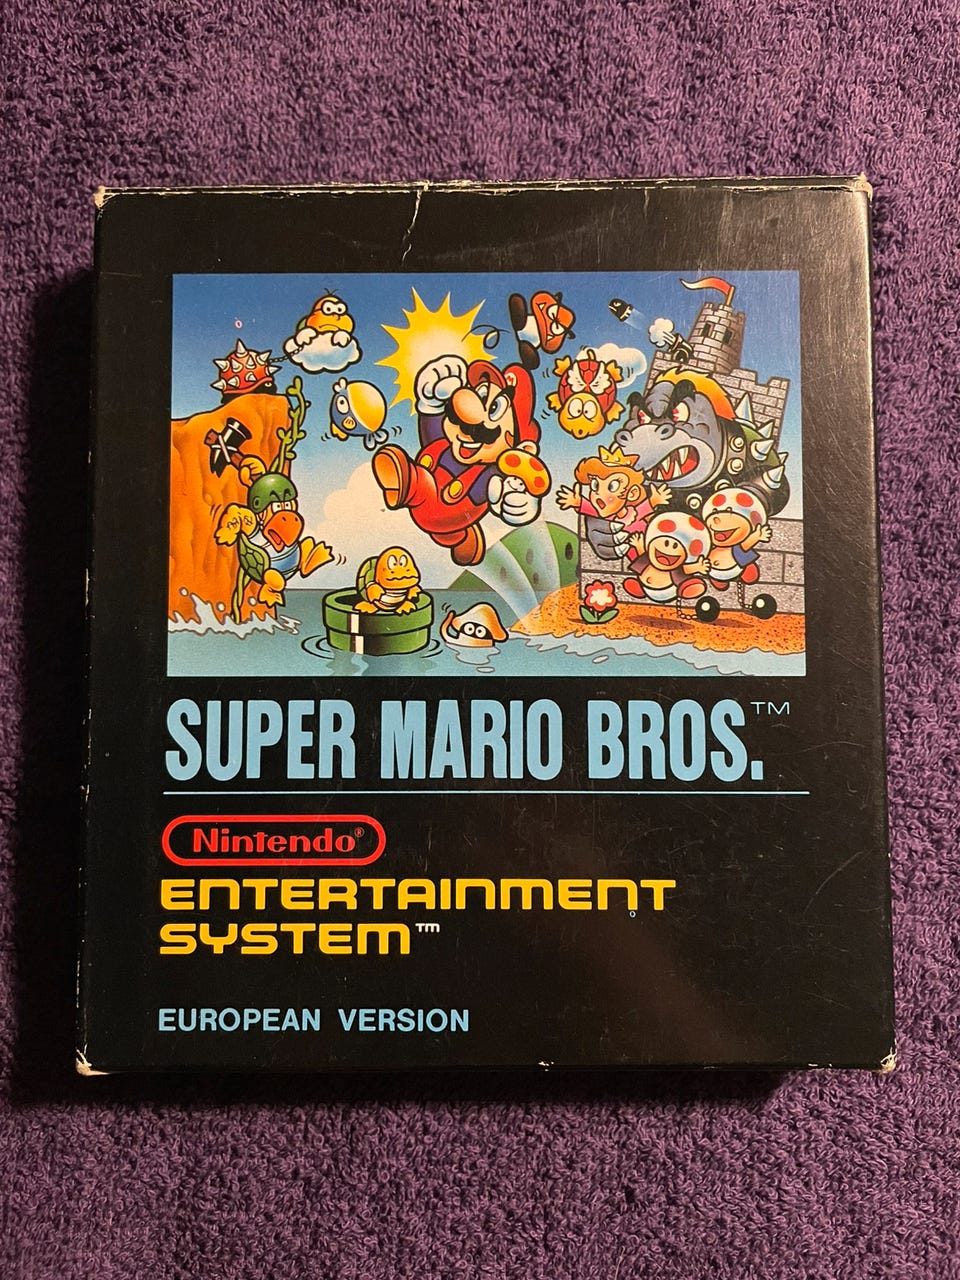 SUPER MARIO BROS.™
Nintendo®
ENTERTAINMENT
SYSTEM™
EUROPEAN VERSION